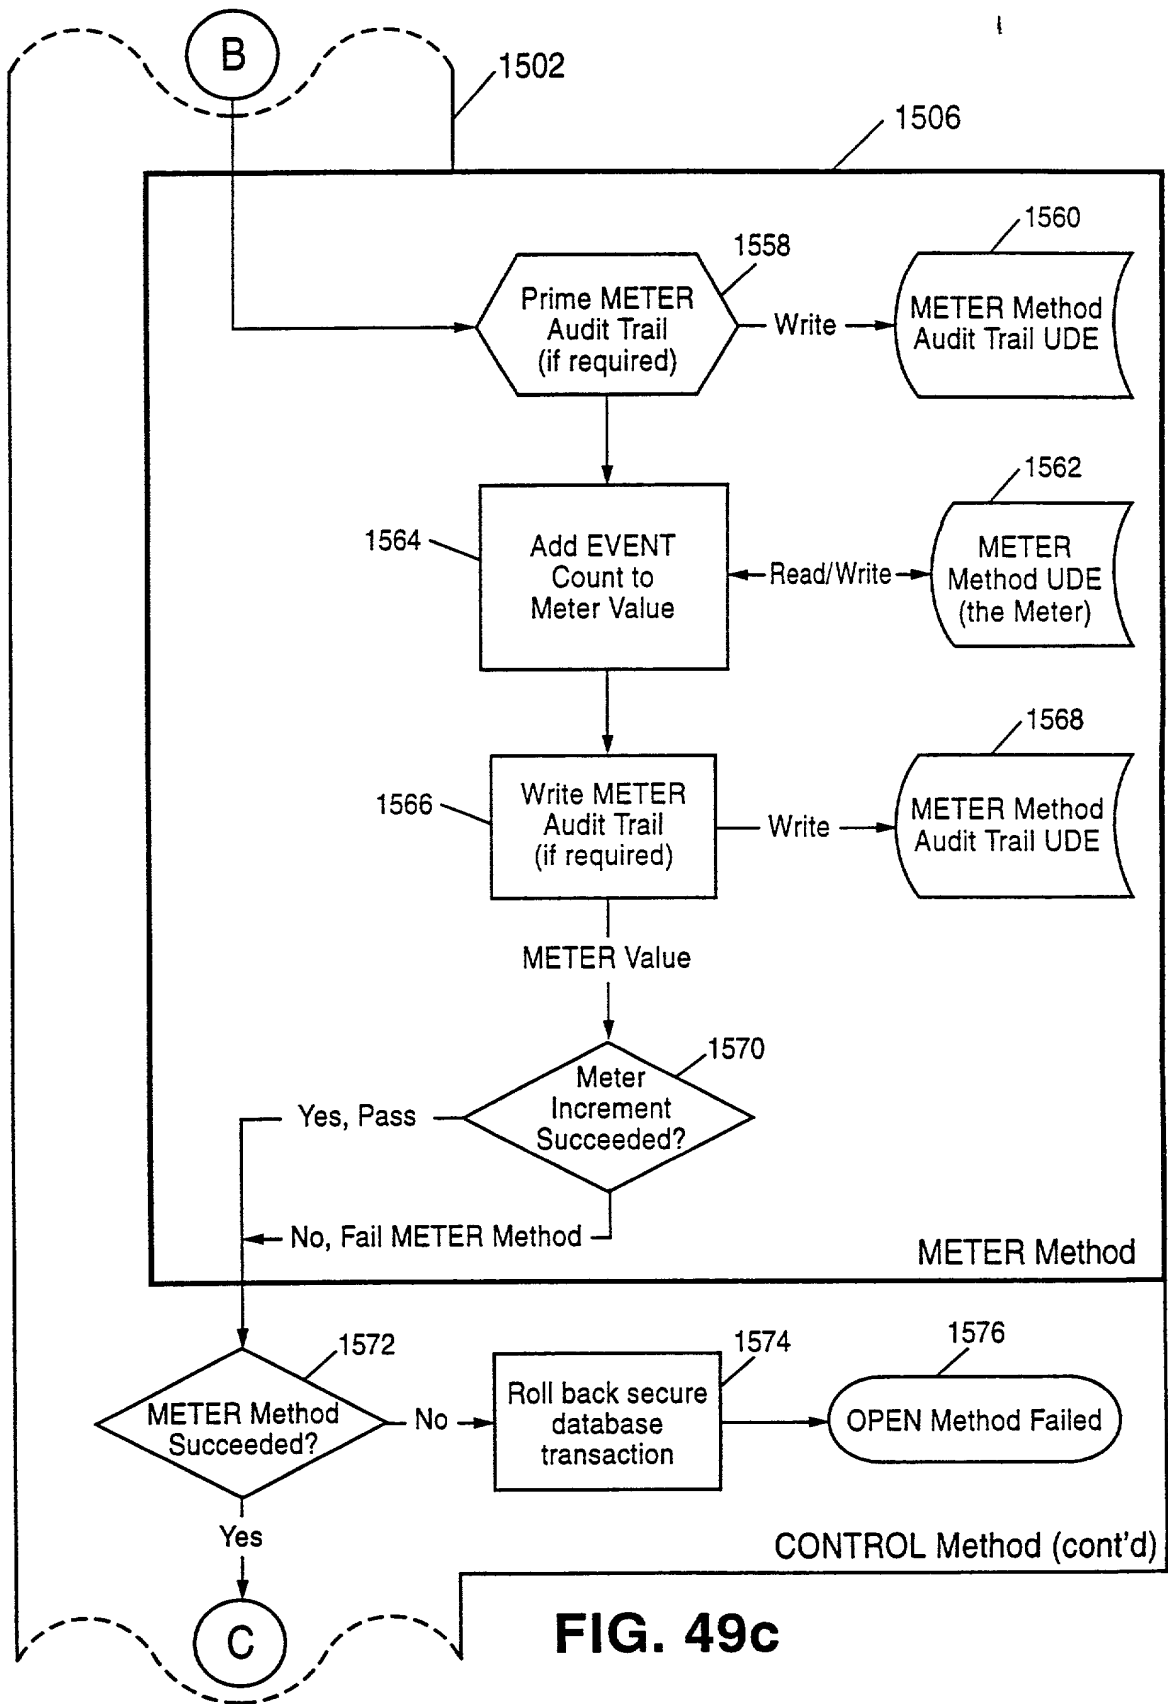 B
1502
1506
1558
Prime METER
Audit Trail
(if required)
Write
1560
METER Method
Audit Trail UDE
1564
Add EVENT
Count to
Meter Value
Read/Write
1562
METER
Method UDE
(the Meter)
1566
Write METER
Audit Trail
(if required)
Write
1568
METER Method
Audit Trail UDE
METER Value
1570
Meter
Increment
Succeeded?
Yes, Pass
No, Fail METER Method
METER Method
1572
METER Method
Succeeded?
No
1574
Roll back secure
database
transaction
1576
OPEN Method Failed
Yes
CONTROL Method (cont'd)
C
FIG. 49c